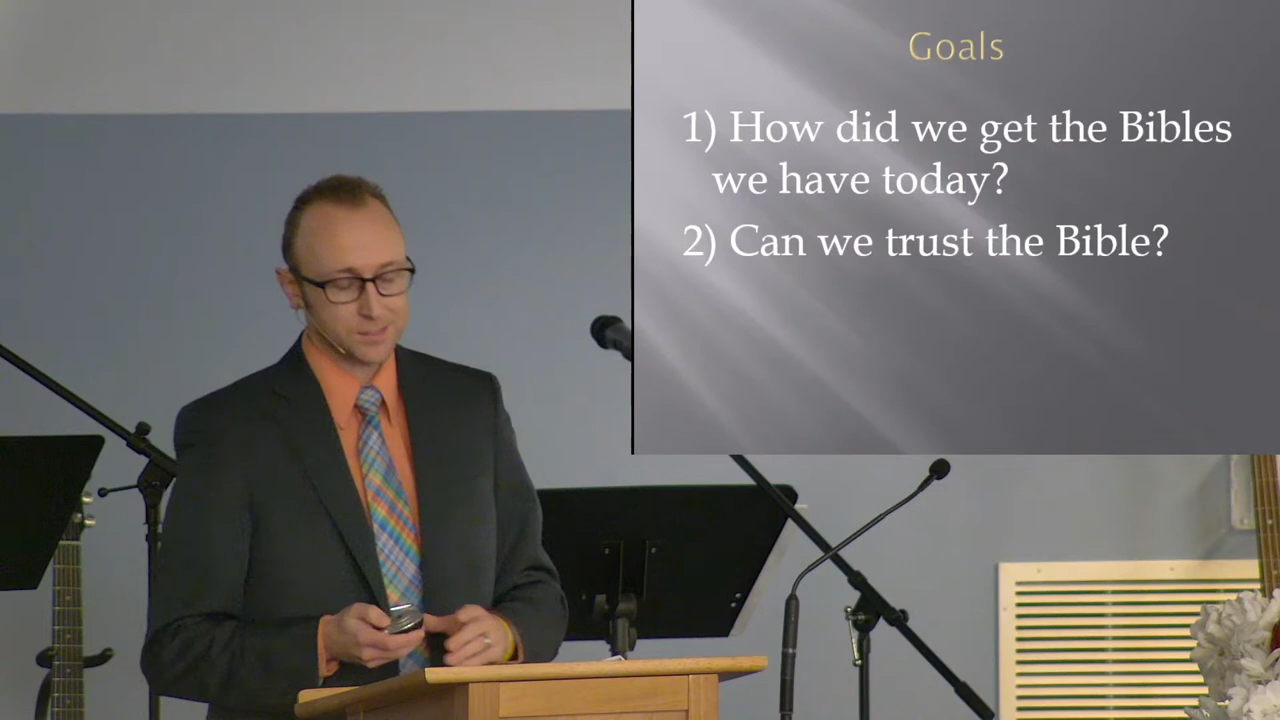 Goals
1) How did we get the Bibles
we have today?
2) Can we trust the Bible?